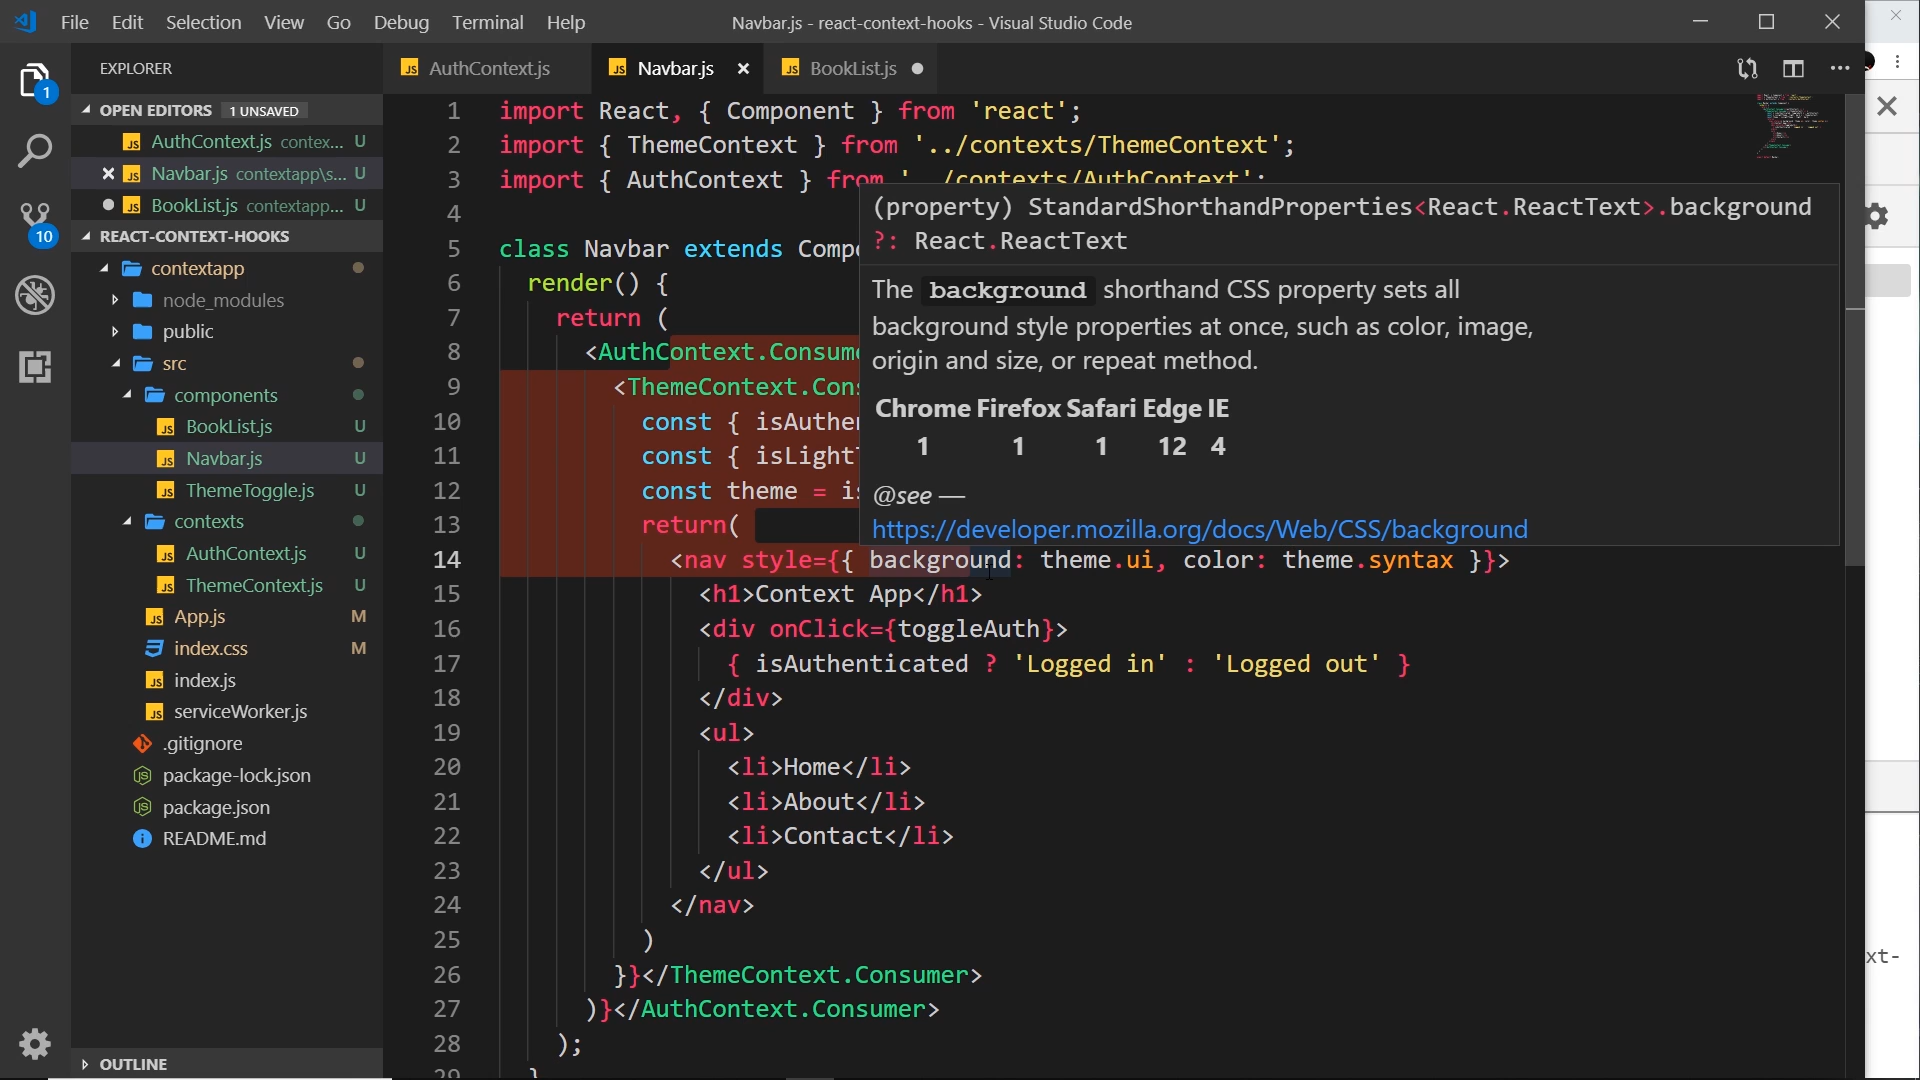 File Edit Selection View Go Debug Terminal Help
Navbar.js - react-context-hooks - Visual Studio Code
EXPLORER
OPEN EDITORS 1 UNSAVED
AuthContext.js contex... U
Navbar.js contextapp\s... U
BookList.js contextapp... U
REACT-CONTEXT-HOOKS
contextapp
node_modules
public
src
components
BookList.js U
Navbar.js U
ThemeToggle.js U
contexts
AuthContext.js U
ThemeContext.js U
App.js M
index.css M
index.js
serviceWorker.js
.gitignore
package-lock.json
package.json
README.md
OUTLINE
1
10
AuthContext.js
Navbar.js
BookList.js
1 import React, { Component } from 'react';
2 import { ThemeContext } from '../contexts/ThemeContext';
3 import { AuthContext } from '../contexts/AuthContext';
4
5 class Navbar extends Compo
6 render() {
7 return (
8 <AuthContext.Consume
9 <ThemeContext.Cons
10 const { isAuthen
11 const { isLightT
12 const theme = is
13 return(
14 <nav style={{ background: theme.ui, color: theme.syntax }}>
15 <h1>Context App</h1>
16 <div onClick={toggleAuth}>
17 { isAuthenticated ? 'Logged in' : 'Logged out' }
18 </div>
19 <ul>
20 <li>Home</li>
21 <li>About</li>
22 <li>Contact</li>
23 </ul>
24 </nav>
25 )
26 }}</ThemeContext.Consumer>
27 )}</AuthContext.Consumer>
28 );
29 }
(property) StandardShorthandProperties<React.ReactText>.background
?: React.ReactText
The background shorthand CSS property sets all
background style properties at once, such as color, image,
origin and size, or repeat method.
Chrome Firefox Safari Edge IE
1 1 1 12 4
@see —
https://developer.mozilla.org/docs/Web/CSS/background
xt-